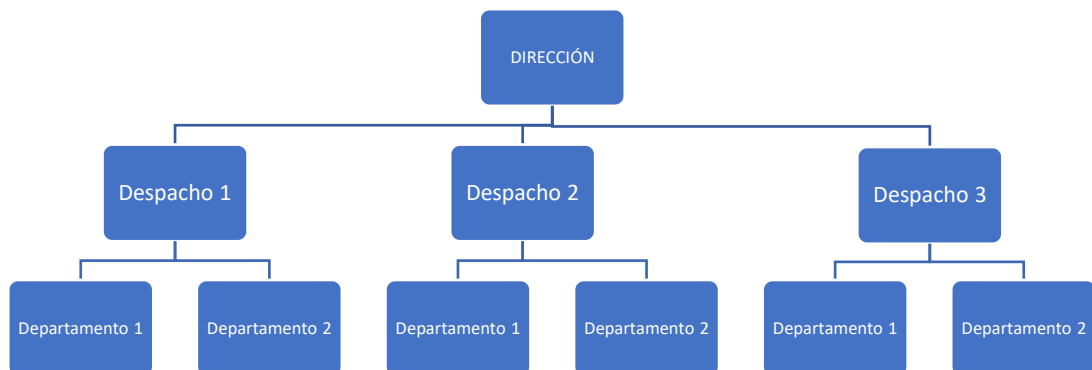 DIRECCIÓN
Despacho 1
Despacho 2
Despacho 3
Departamento 1
Departamento 2
Departamento 1
Departamento 2
Departamento 1
Departamento 2